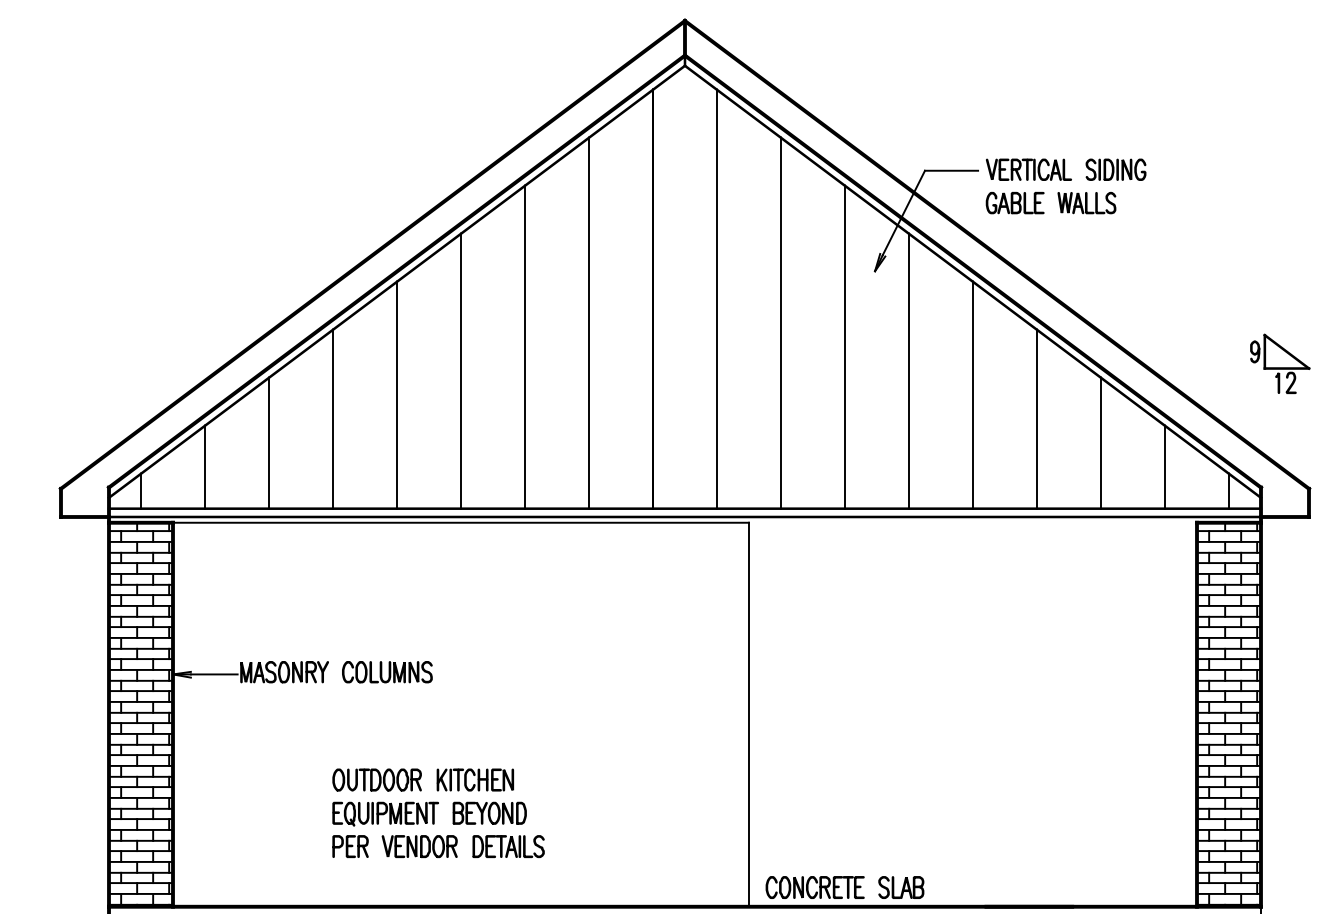 VERTICAL SIDING
GABLE WALLS
9
12
MASONRY COLUMNS
OUTDOOR KITCHEN
EQUIPMENT BEYOND
PER VENDOR DETAILS
CONCRETE SLAB